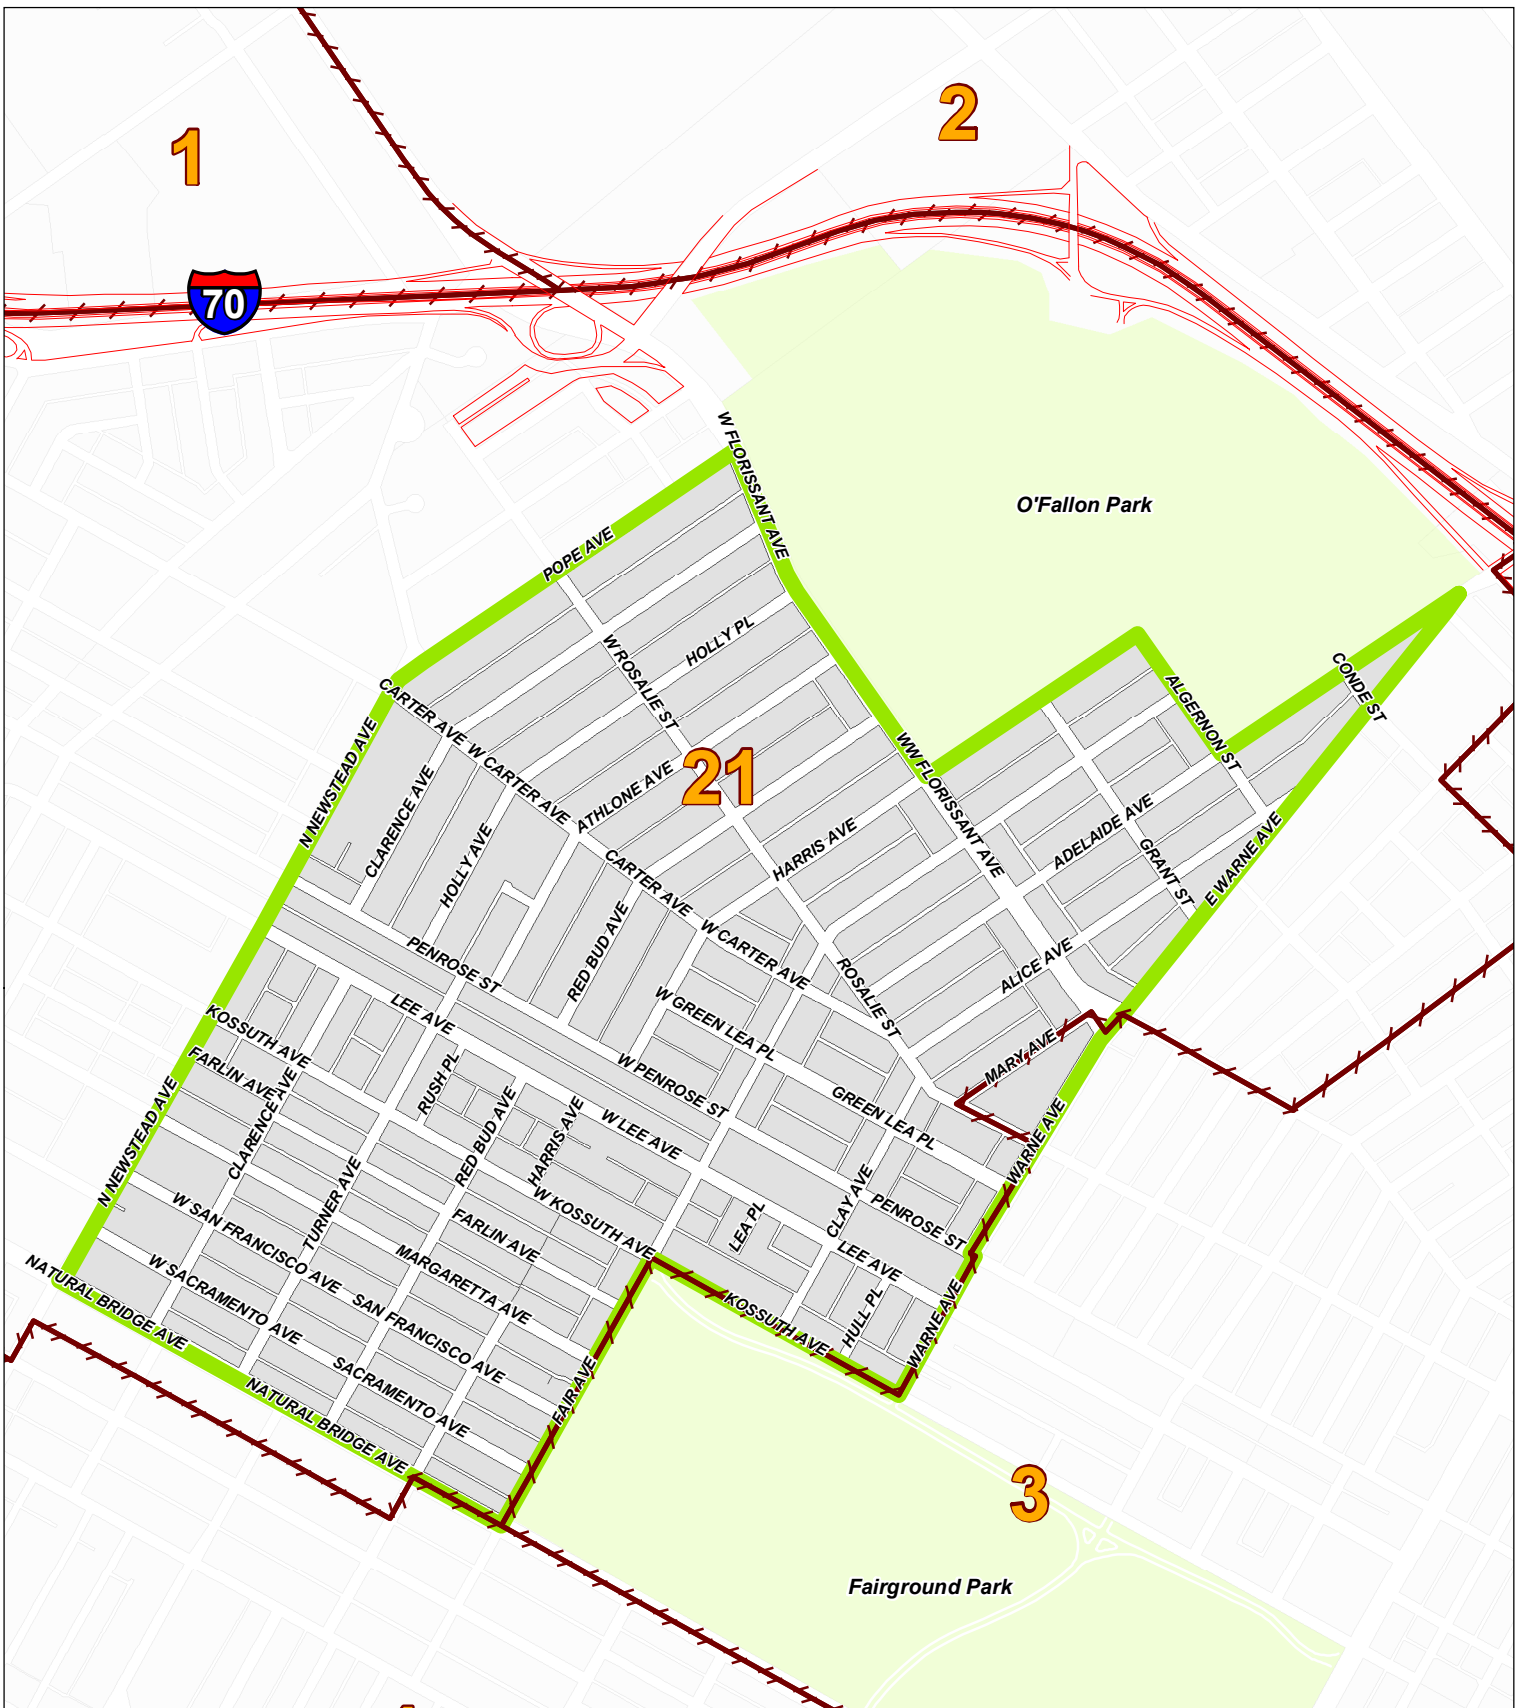 2
1
70
W FLORISSANT AVE
O'Fallon Park
POPE AVE
HOLLY PL
W ROSALIE ST
CONDE ST
CARTER AVE
ALGERNON ST
N NEWSTEAD AVE
W CARTER AVE
21
WW FLORISSANT AVE
CLARENCE AVE
ATHLONE AVE
HARRIS AVE
ADELAIDE AVE
GRANT ST
E WARNE AVE
HOLLY AVE
CARTER AVE
RED BUD AVE
W CARTER AVE
PENROSE ST
ALICE AVE
ROSALIE ST
LEE AVE
W GREEN LEA PL
KOSSUTH AVE
FARLIN AVE
MARY AVE
RUSH PL
W PENROSE ST
GREEN LEA PL
CLARENCE AVE
RED BUD AVE
HARRIS AVE
W LEE AVE
WARNE AVE
N NEWSTEAD AVE
TURNER AVE
W KOSSUTH AVE
CLAY AVE
PENROSE ST
LEA PL
W SAN FRANCISCO AVE
FARLIN AVE
LEE AVE
W SACRAMENTO AVE
MARGARETTA AVE
NATURAL BRIDGE AVE
SAN FRANCISCO AVE
KOSSUTH AVE
HULL PL
WARNE AVE
SACRAMENTO AVE
FAIR AVE
NATURAL BRIDGE AVE
3
Fairground Park